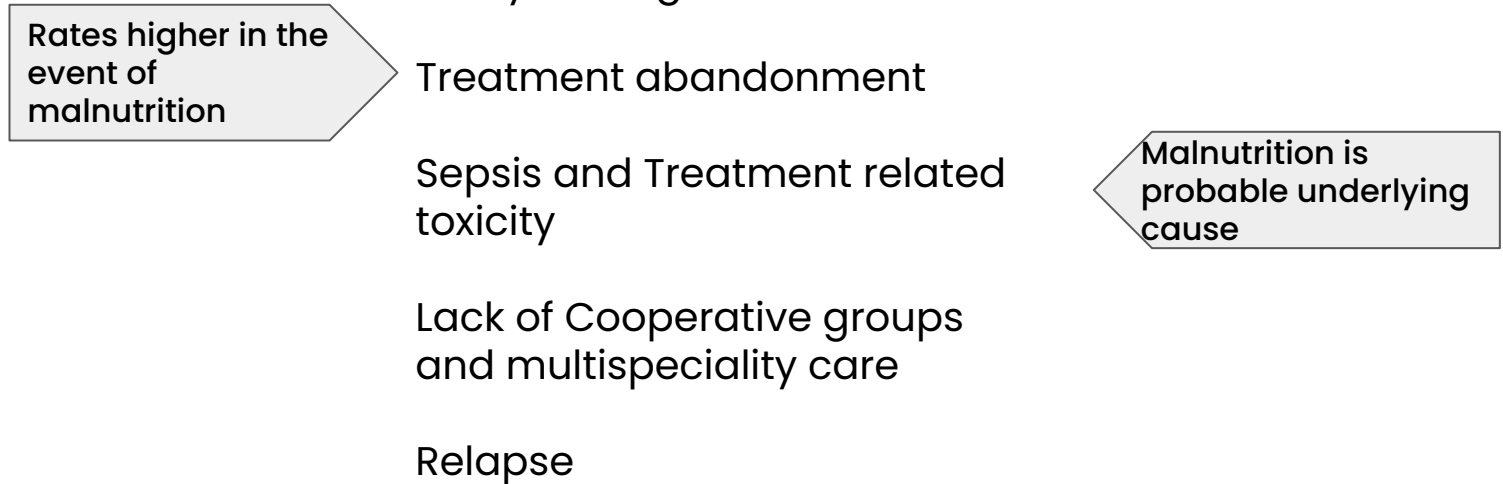 Rates higher in the
event of
malnutrition
Treatment abandonment
Sepsis and Treatment related
toxicity
Malnutrition is
probable underlying
cause
Lack of Cooperative groups
and multispeciality care
Relapse